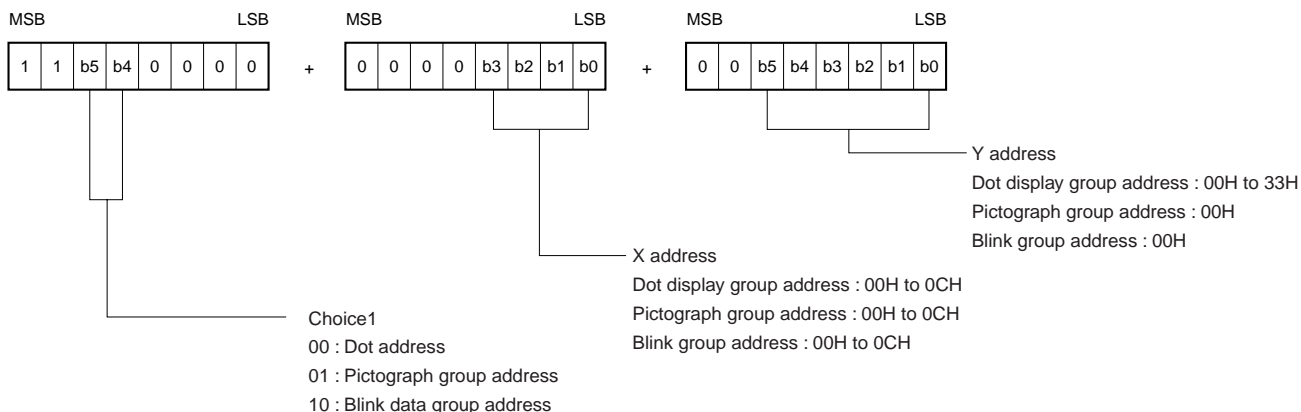 MSB LSB MSB LSB MSB LSB
1 1 b5 b4 0 0 0 0 + 0 0 0 0 b3 b2 b1 b0 + 0 0 b5 b4 b3 b2 b1 b0
Y address
Dot display group address : 00H to 33H
Pictograph group address : 00H
Blink group address : 00H
X address
Dot display group address : 00H to 0CH
Pictograph group address : 00H to 0CH
Blink group address : 00H to 0CH
Choice1
00 : Dot address
01 : Pictograph group address
10 : Blink data group address